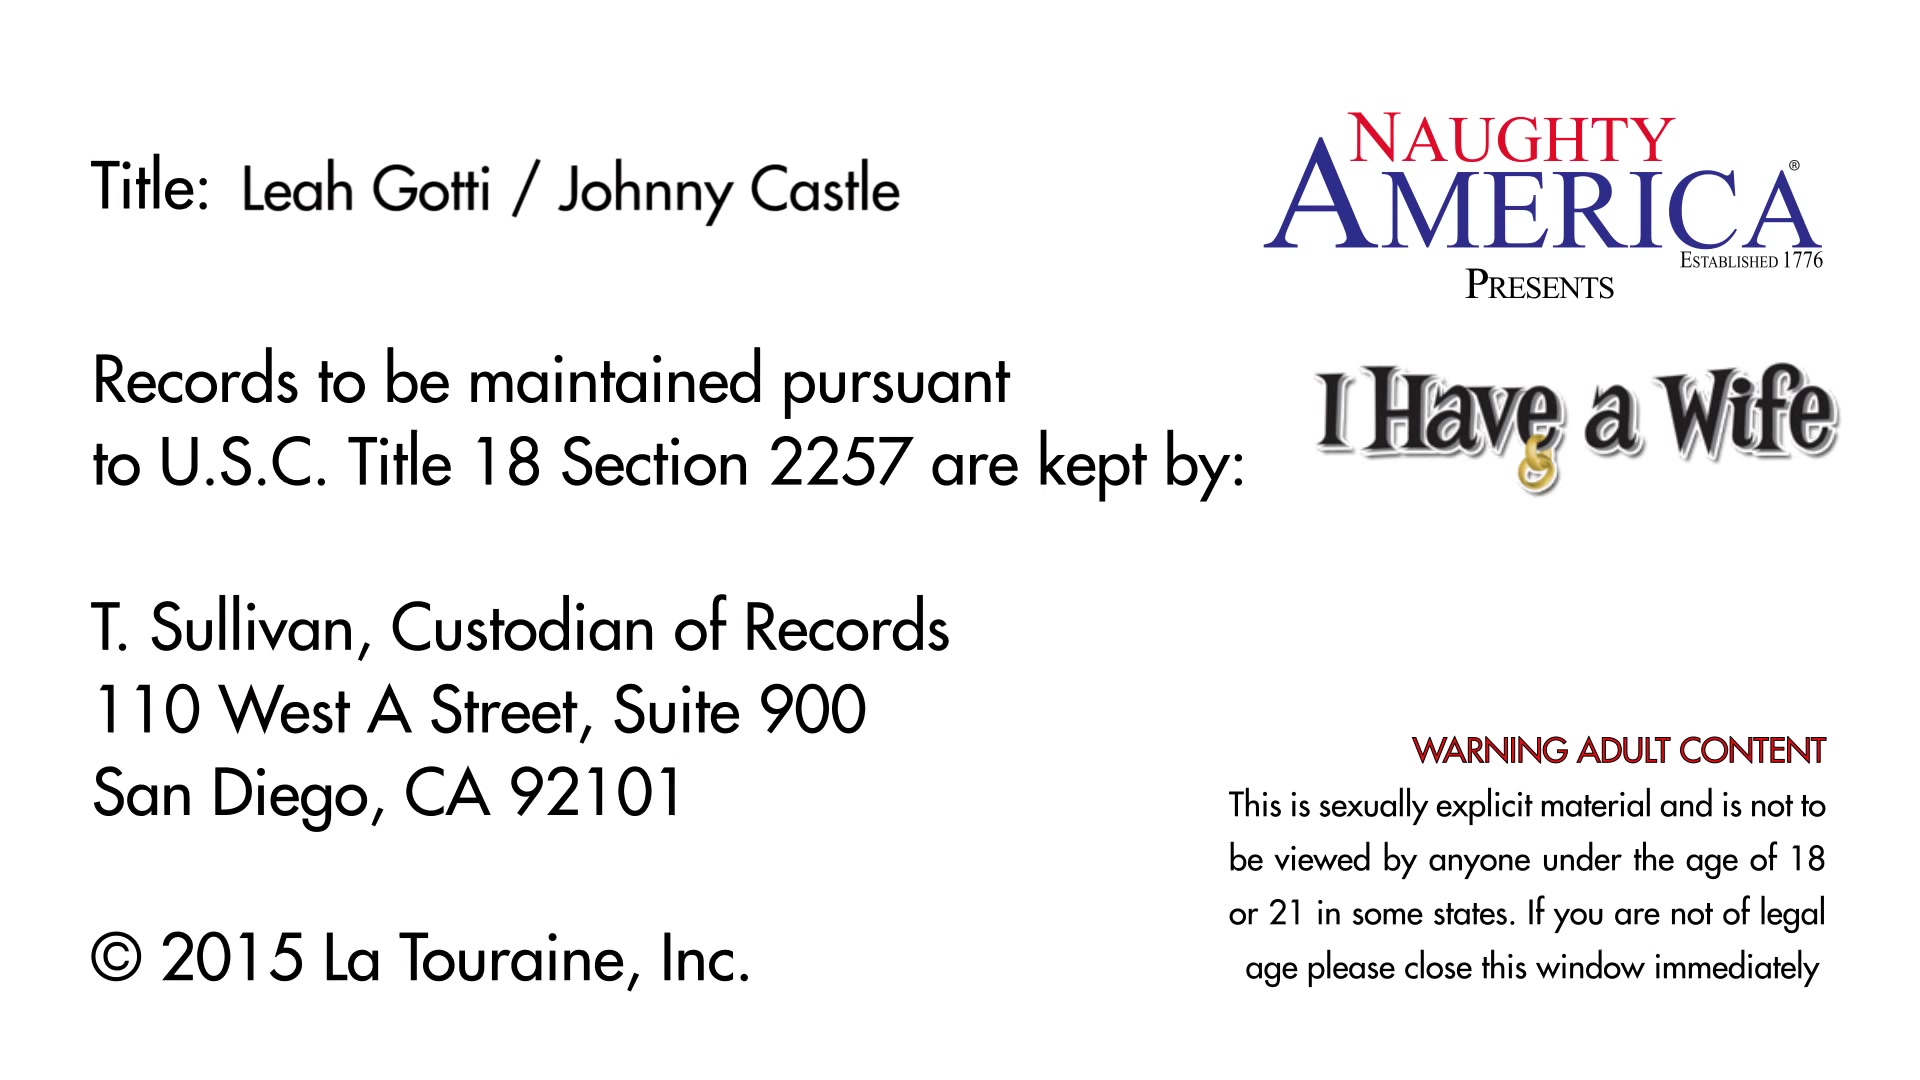 Title: Leah Gotti / Johnny Castle
Records to be maintained pursuant
to U.S.C. Title 18 Section 2257 are kept by:
T. Sullivan, Custodian of Records
110 West A Street, Suite 900
San Diego, CA 92101
© 2015 La Touraine, Inc.
NAUGHTY
AMERICA®
ESTABLISHED 1776
PRESENTS
I Have a Wife
WARNING ADULT CONTENT
This is sexually explicit material and is not to
be viewed by anyone under the age of 18
or 21 in some states. If you are not of legal
age please close this window immediately